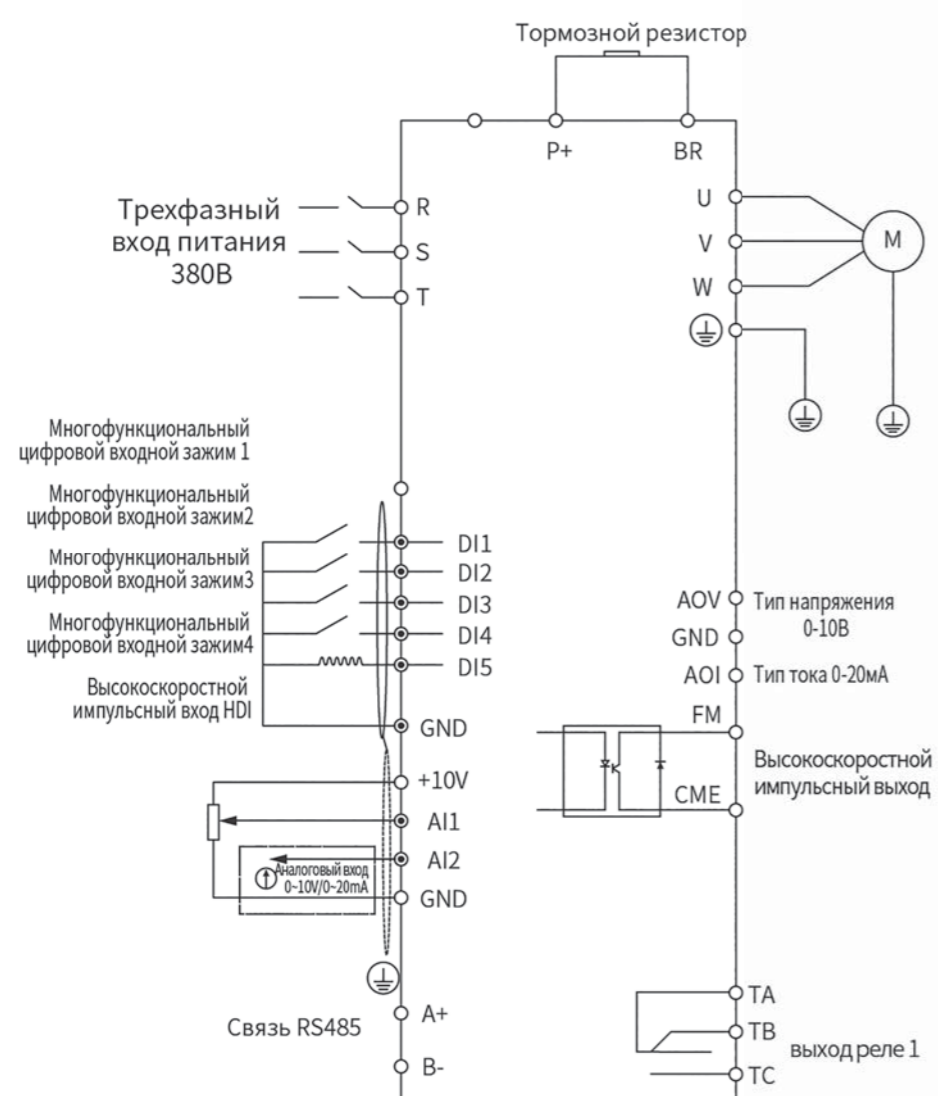 Тормозной резистор
P+
BR
Трехфазный
вход питания
380В
R
S
T
U
V
W
M
Многофункциональный
цифровой входной зажим 1
Многофункциональный
цифровой входной зажим2
Многофункциональный
цифровой входной зажим3
Многофункциональный
цифровой входной зажим4
Высокоскоростной
импульсный вход HDI
DI1
DI2
DI3
DI4
DI5
GND
+10V
AI1
AI2
GND
Аналоговый вход
0~10V/0~20mA
Связь RS485
A+
B-
AOV
GND
AOI
Тип напряжения
0-10В
Тип тока 0-20мА
FM
CME
Высокоскоростной
импульсный выход
TA
TB
TC
выход реле 1